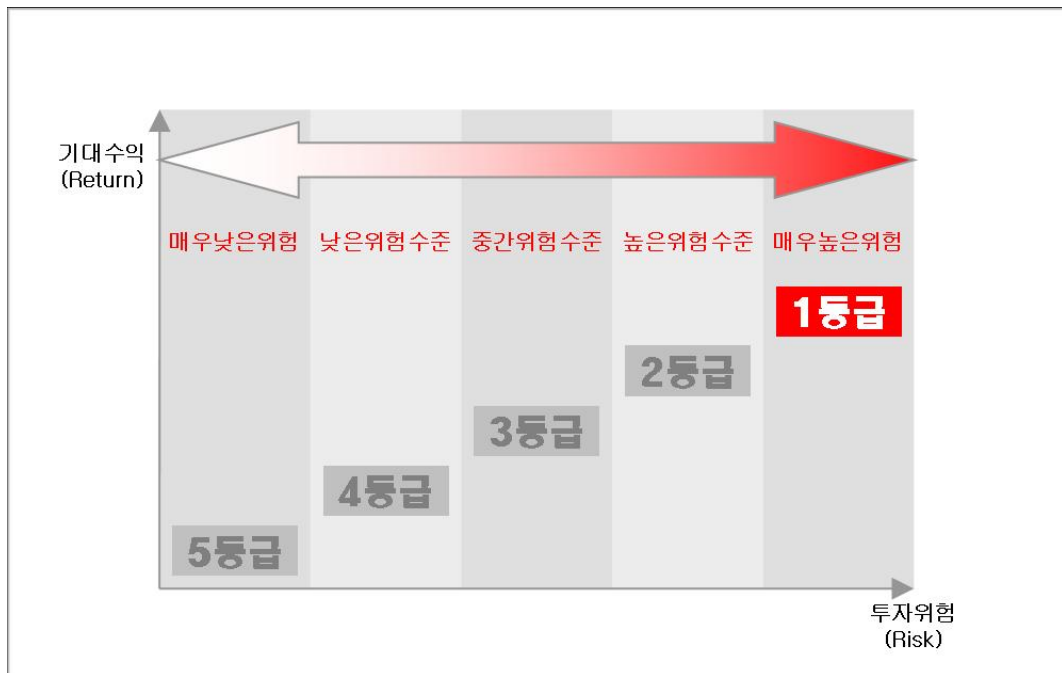 기대수익
(Return)
매우낮은위험 낮은위험수준 중간위험수준 높은위험수준 매우높은위험
1등급
2등급
3등급
4등급
5등급
투자위험
(Risk)